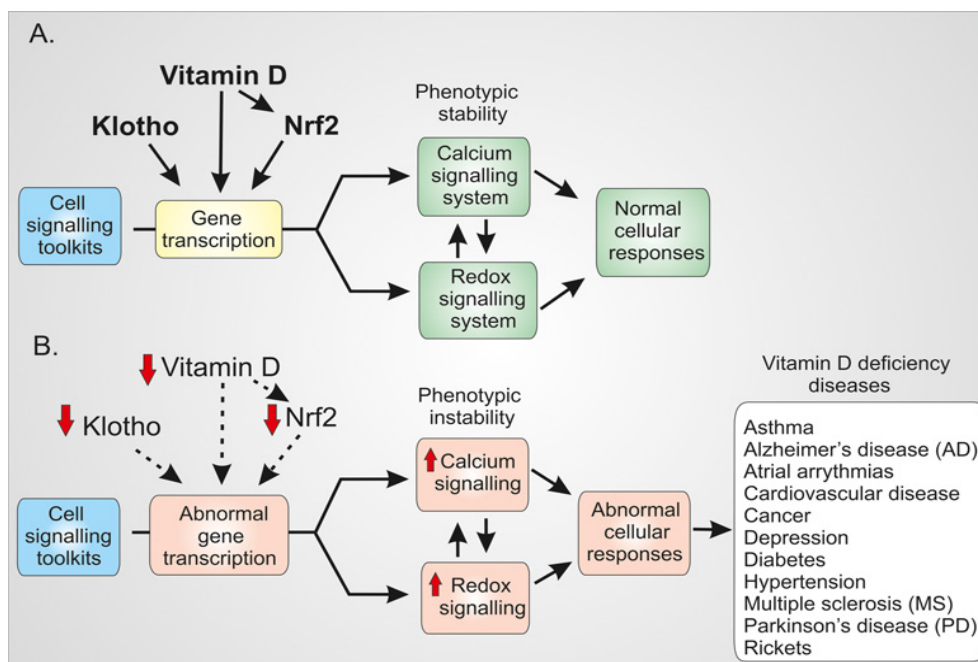 A.
Vitamin D
Klotho
Nrf2
Phenotypic
stability
Cell
signalling
toolkits
Gene
transcription
Calcium
signalling
system
Redox
signalling
system
Normal
cellular
responses
B.
Vitamin D
Klotho
Nrf2
Phenotypic
instability
Cell
signalling
toolkits
Abnormal
gene
transcription
Calcium
signalling
Redox
signalling
Abnormal
cellular
responses
Vitamin D deficiency
diseases
Asthma
Alzheimer's disease (AD)
Atrial arrythmias
Cardiovascular disease
Cancer
Depression
Diabetes
Hypertension
Multiple sclerosis (MS)
Parkinson's disease (PD)
Rickets